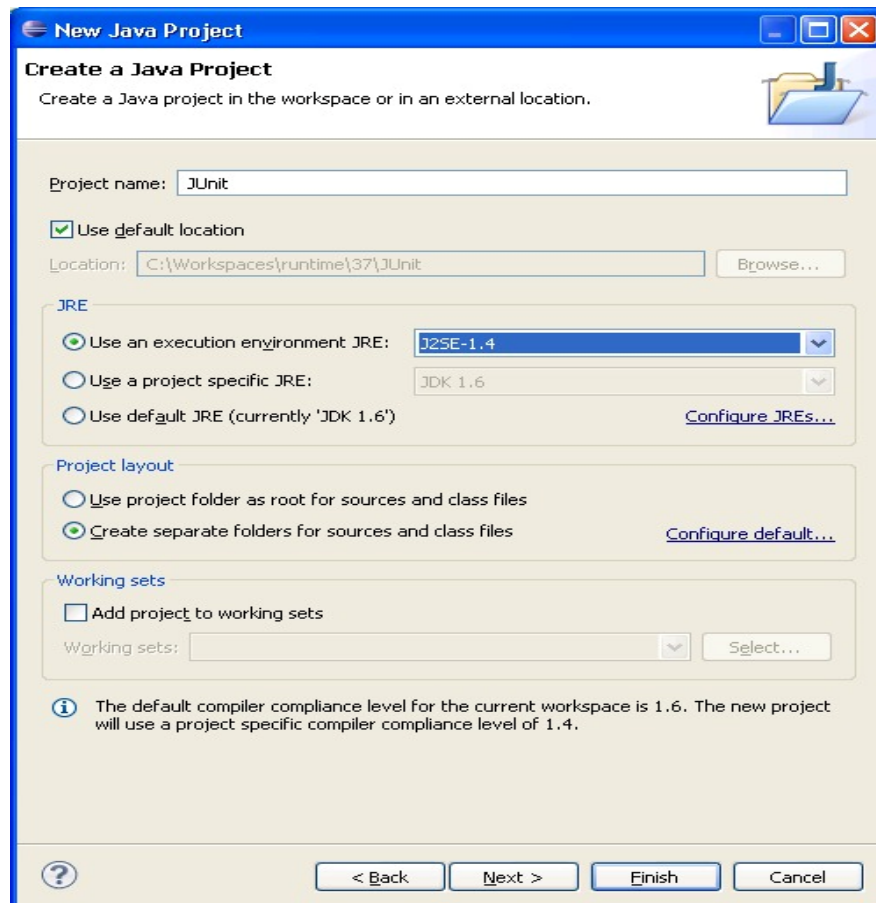 New Java Project
Create a Java Project
Create a Java project in the workspace or in an external location.
Project name: JUnit
Use default location
Location: C:\Workspaces\runtime\37\JUnit Browse...
JRE
Use an execution environment JRE: J2SE-1.4
Use a project specific JRE: JDK 1.6
Use default JRE (currently 'JDK 1.6') Configure JREs...
Project layout
Use project folder as root for sources and class files
Create separate folders for sources and class files Configure default...
Working sets
Add project to working sets
Working sets: Select...
The default compiler compliance level for the current workspace is 1.6. The new project
will use a project specific compiler compliance level of 1.4.
? < Back Next > Finish Cancel